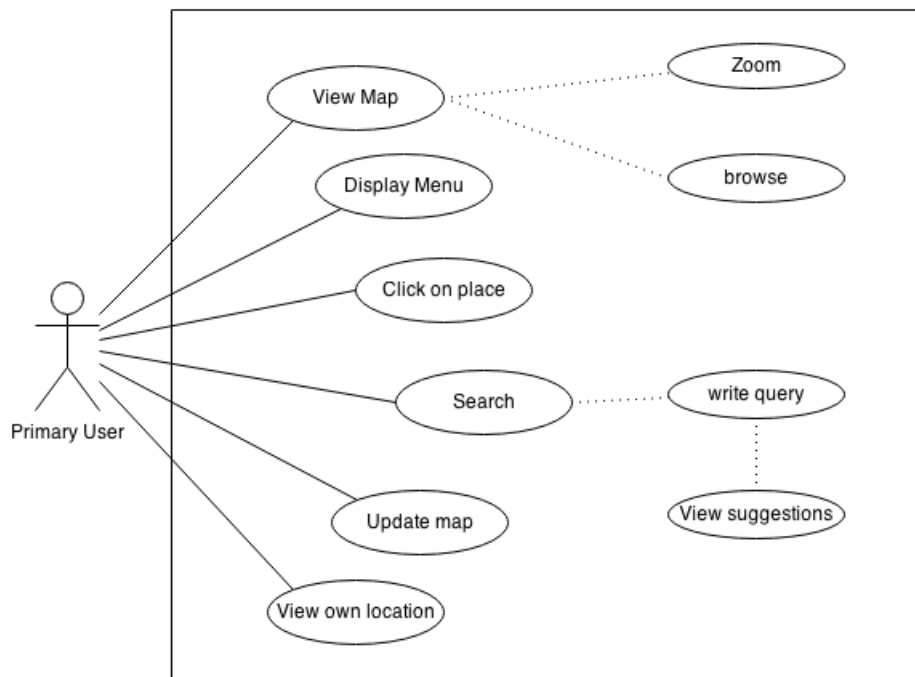 Zoom
View Map
browse
Display Menu
Click on place
write query
Search
Primary User
View suggestions
Update map
View own location